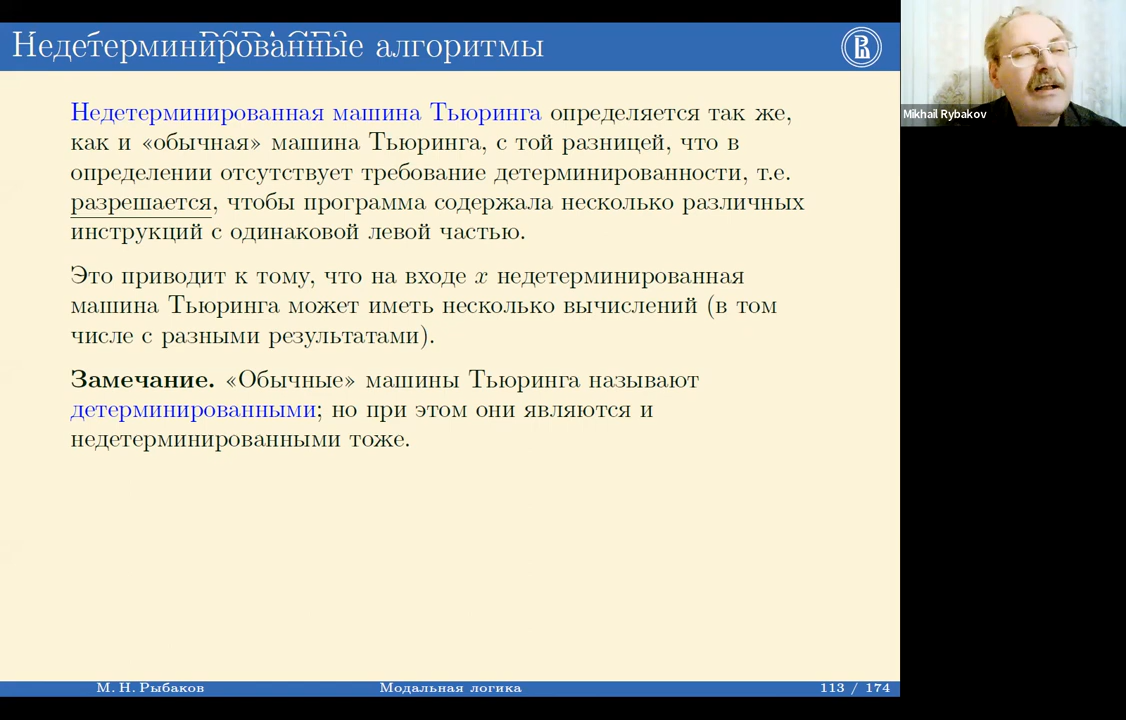 Недетерминированные алгоритмы
Недетерминированная машина Тьюринга определяется так же,
как и «обычная» машина Тьюринга, с той разницей, что в
определении отсутствует требование детерминированности, т.е.
разрешается, чтобы программа содержала несколько различных
инструкций с одинаковой левой частью.
Это приводит к тому, что на входе x недетерминированная
машина Тьюринга может иметь несколько вычислений (в том
числе с разными результатами).
Замечание. «Обычные» машины Тьюринга называют
детерминированными; но при этом они являются и
недетерминированными тоже.
М. Н. Рыбаков
Модальная логика
113 / 174
Mikhail Rybakov